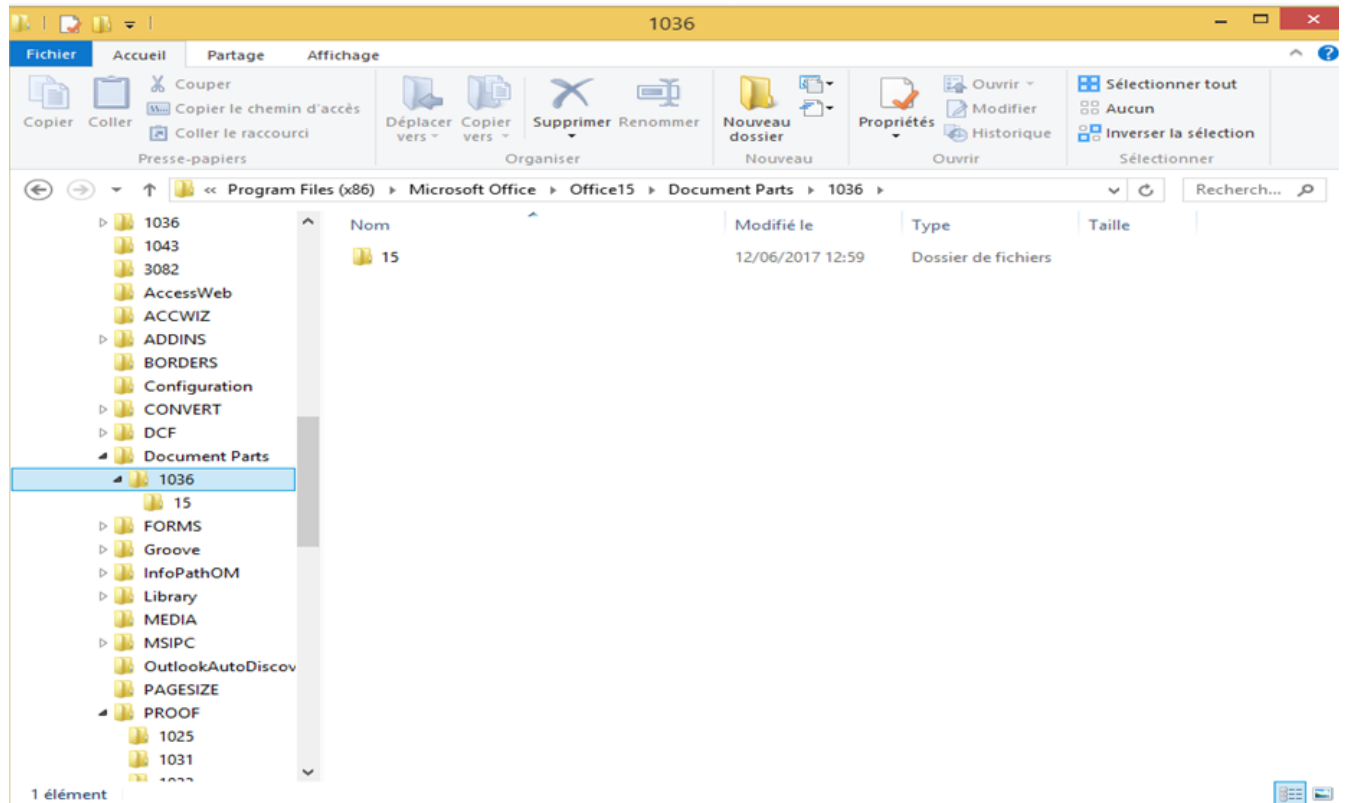 1036
Fichier Accueil Partage Affichage
Couper
Copier le chemin d'accès
Coller le raccourci
Copier Coller
Presse-papiers
Déplacer vers
Copier vers
Supprimer Renommer
Organiser
Nouveau dossier
Nouveau
Propriétés
Ouvrir
Modifier
Historique
Ouvrir
Sélectionner tout
Aucun
Inverser la sélection
Sélectionner
« Program Files (x86) Microsoft Office Office15 Document Parts 1036
Recherch...
Nom Modifié le Type Taille
15 12/06/2017 12:59 Dossier de fichiers
1036
1043
3082
AccessWeb
ACCWIZ
ADDINS
BORDERS
Configuration
CONVERT
DCF
Document Parts
1036
15
FORMS
Groove
InfoPathOM
Library
MEDIA
MSIPC
OutlookAutoDiscov
PAGESIZE
PROOF
1025
1031
1 élément